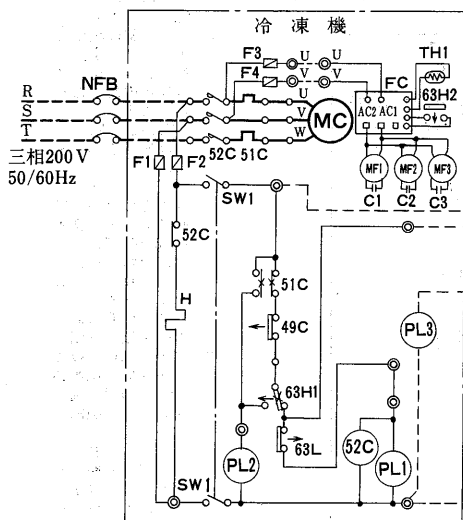 冷凍機
F3 U U
F4 V V
TH1
63H2
FC
AC2 AC1
NFB
R
S
T
U
V
W
MC
三相200V
50/60Hz
F1 F2
52C 51C
MF1 MF2 MF3
C1 C2 C3
SW1
52C
51C
H
49C
PL3
63H1
63L
52C
PL2
PL1
SW1